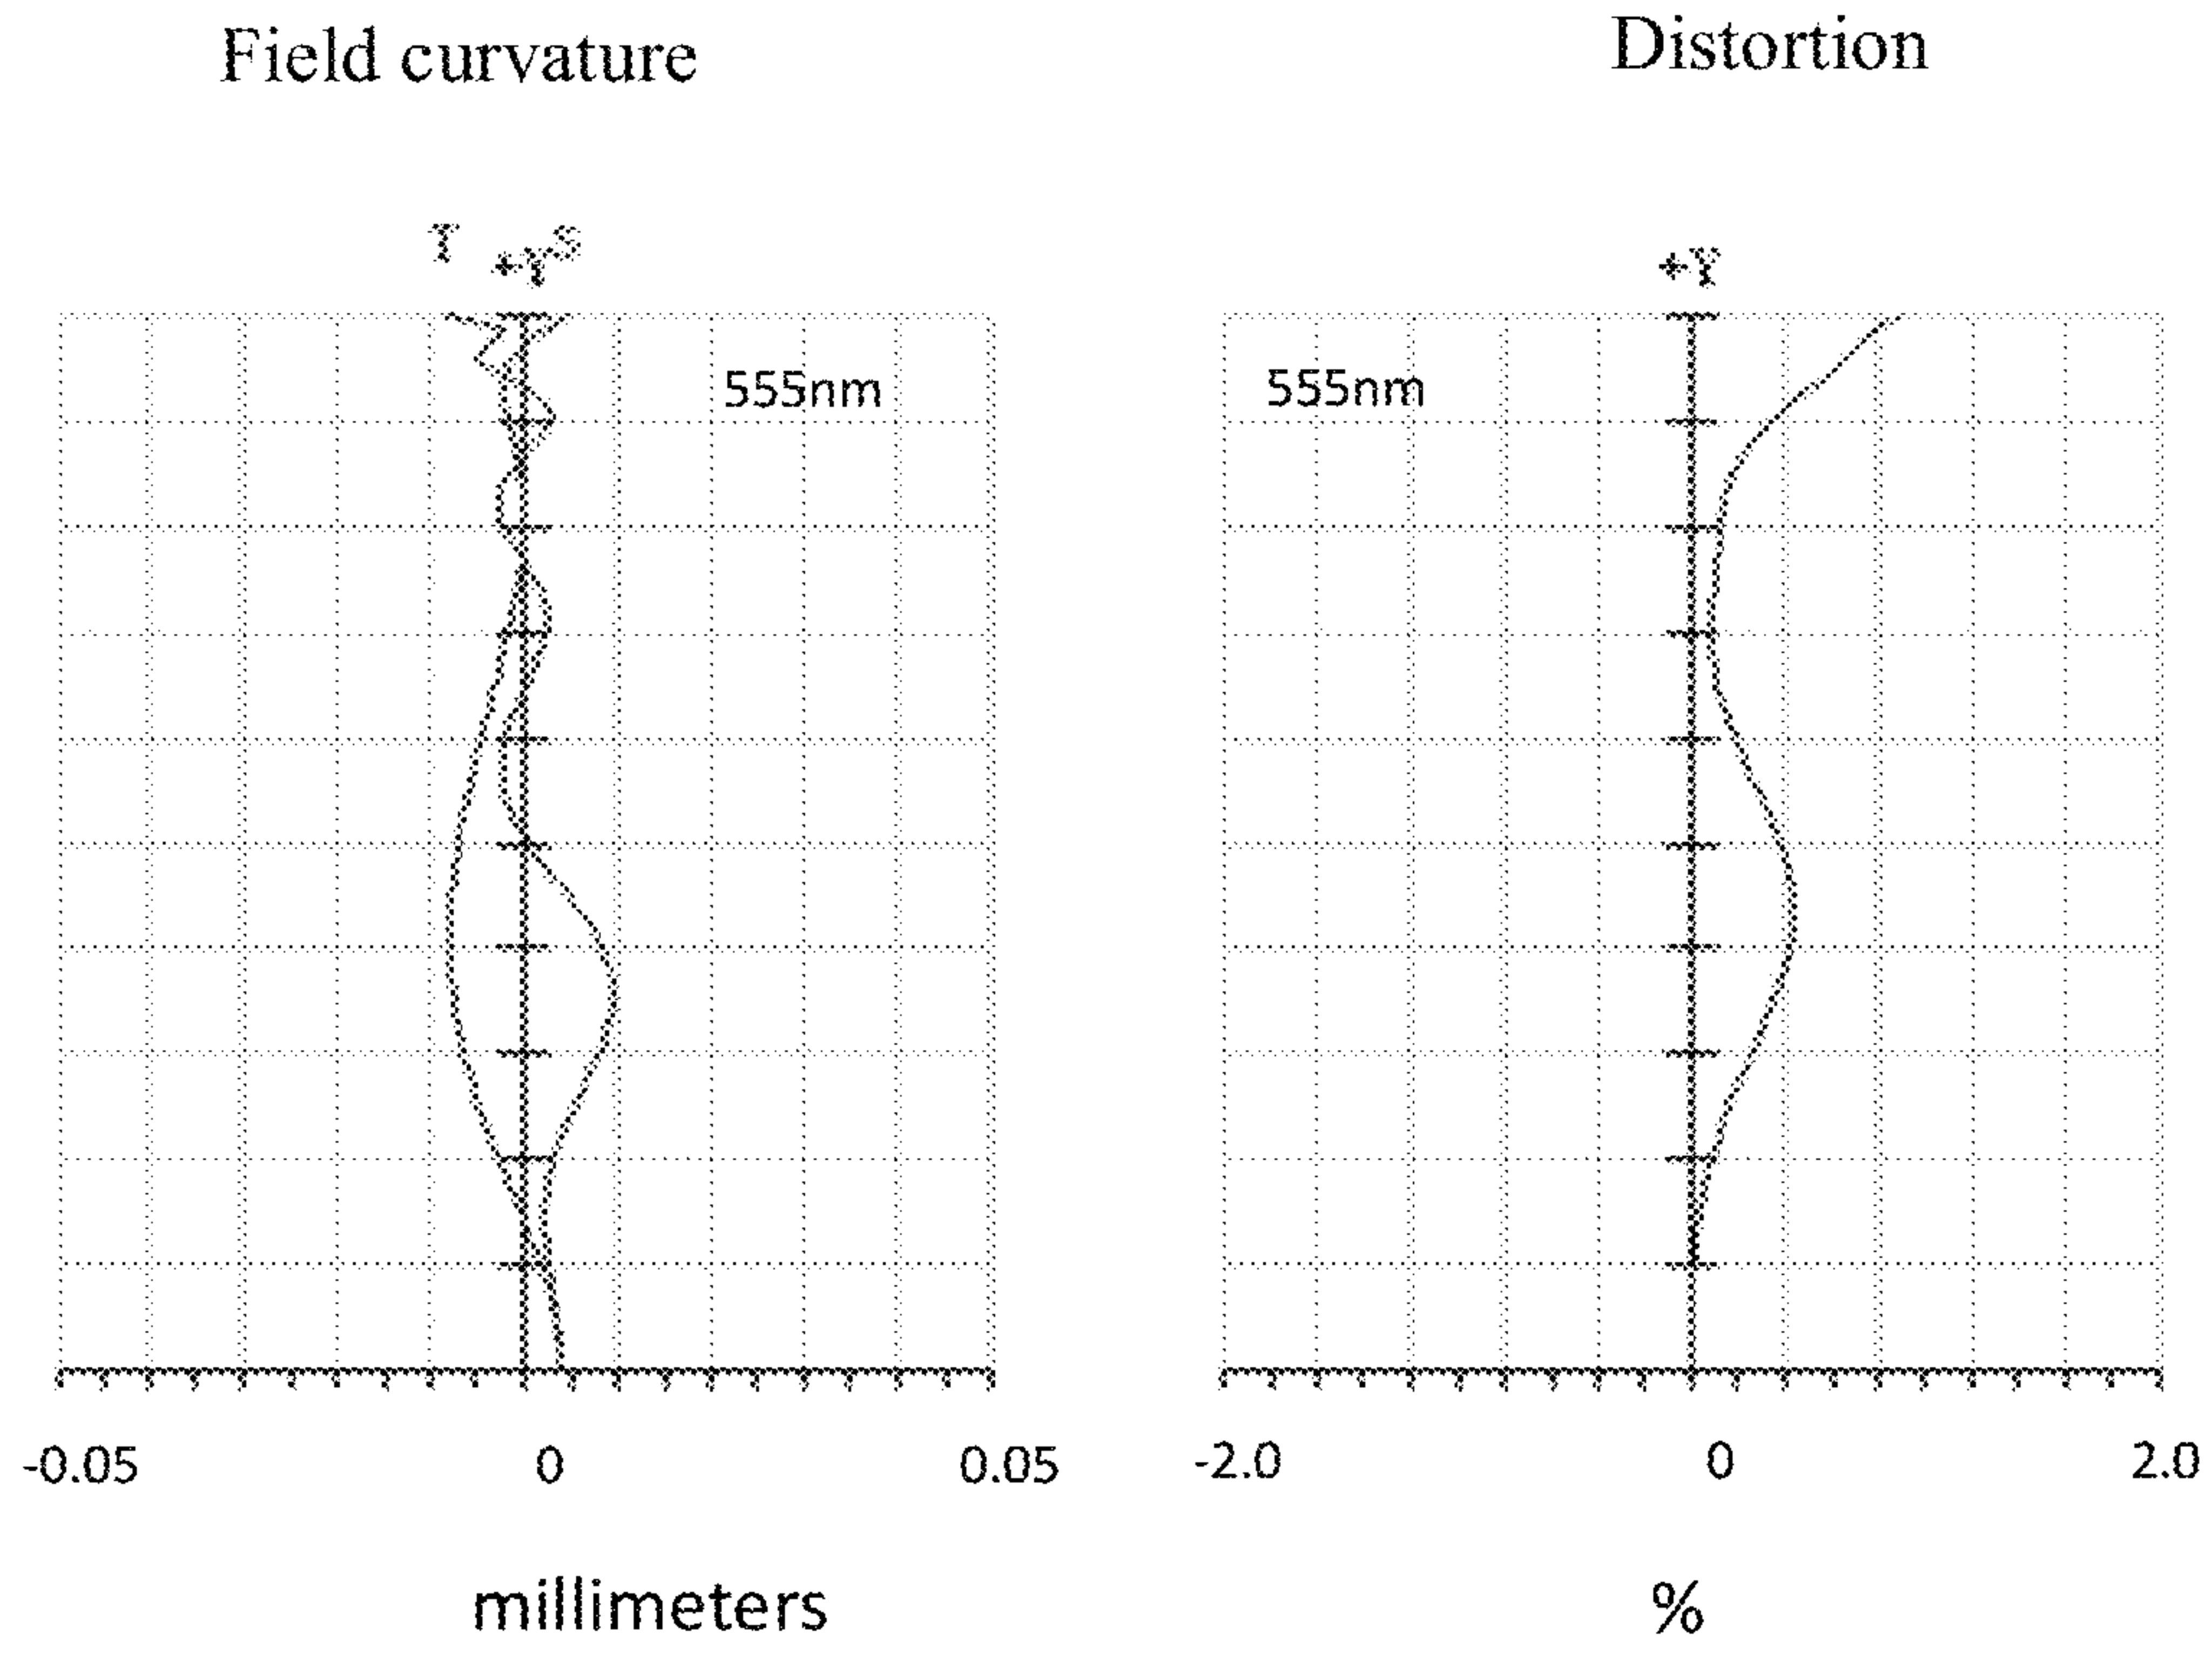 Field curvature
Distortion
T +Y S
+Y
555nm
555nm
-0.05 0 0.05
-2.0 0 2.0
millimeters
%